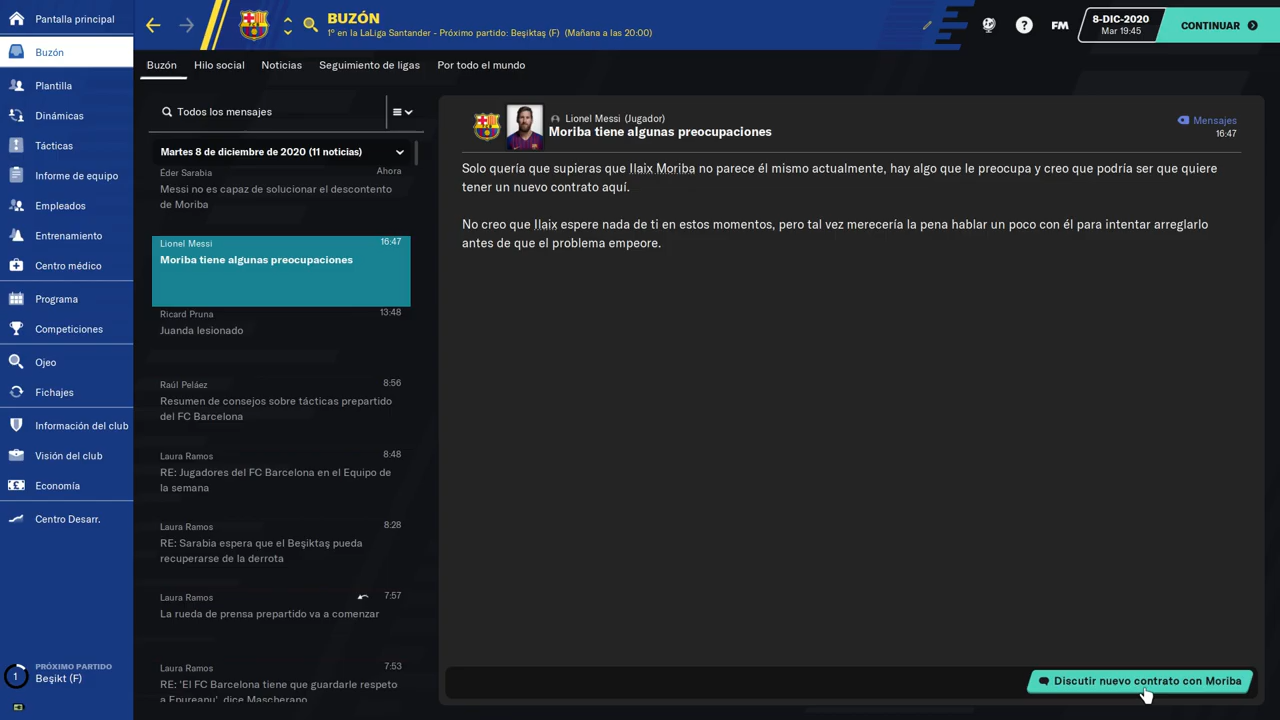 Pantalla principal
Buzón
Plantilla
Dinámicas
Tácticas
Informe de equipo
Empleados
Entrenamiento
Centro médico
Programa
Competiciones
Ojeo
Fichajes
Información del club
Visión del club
Economía
Centro Desarr.
1
PRÓXIMO PARTIDO
Beşikt (F)
BUZÓN
1º en la LaLiga Santander - Próximo partido: Beşiktaş (F) (Mañana a las 20:00)
?
FM
8-DIC-2020
Mar 19:45
CONTINUAR
Buzón Hilo social Noticias Seguimiento de ligas Por todo el mundo
Todos los mensajes
Martes 8 de diciembre de 2020 (11 noticias)
Éder Sarabia Ahora
Messi no es capaz de solucionar el descontento
de Moriba
Lionel Messi 16:47
Moriba tiene algunas preocupaciones
Ricard Pruna 13:48
Juanda lesionado
Raúl Peláez 8:56
Resumen de consejos sobre tácticas prepartido
del FC Barcelona
Laura Ramos 8:48
RE: Jugadores del FC Barcelona en el Equipo de
la semana
Laura Ramos 8:28
RE: Sarabia espera que el Beşiktaş pueda
recuperarse de la derrota
Laura Ramos 7:57
La rueda de prensa prepartido va a comenzar
Laura Ramos 7:53
RE: 'El FC Barcelona tiene que guardarle respeto
a Epureanu', dice Mascherano
Lionel Messi (Jugador)
Moriba tiene algunas preocupaciones
Mensajes
16:47
Solo quería que supieras que Ilaix Moriba no parece él mismo actualmente, hay algo que le preocupa y creo que podría ser que quiere
tener un nuevo contrato aquí.
No creo que Ilaix espere nada de ti en estos momentos, pero tal vez merecería la pena hablar un poco con él para intentar arreglarlo
antes de que el problema empeore.
Discutir nuevo contrato con Moriba